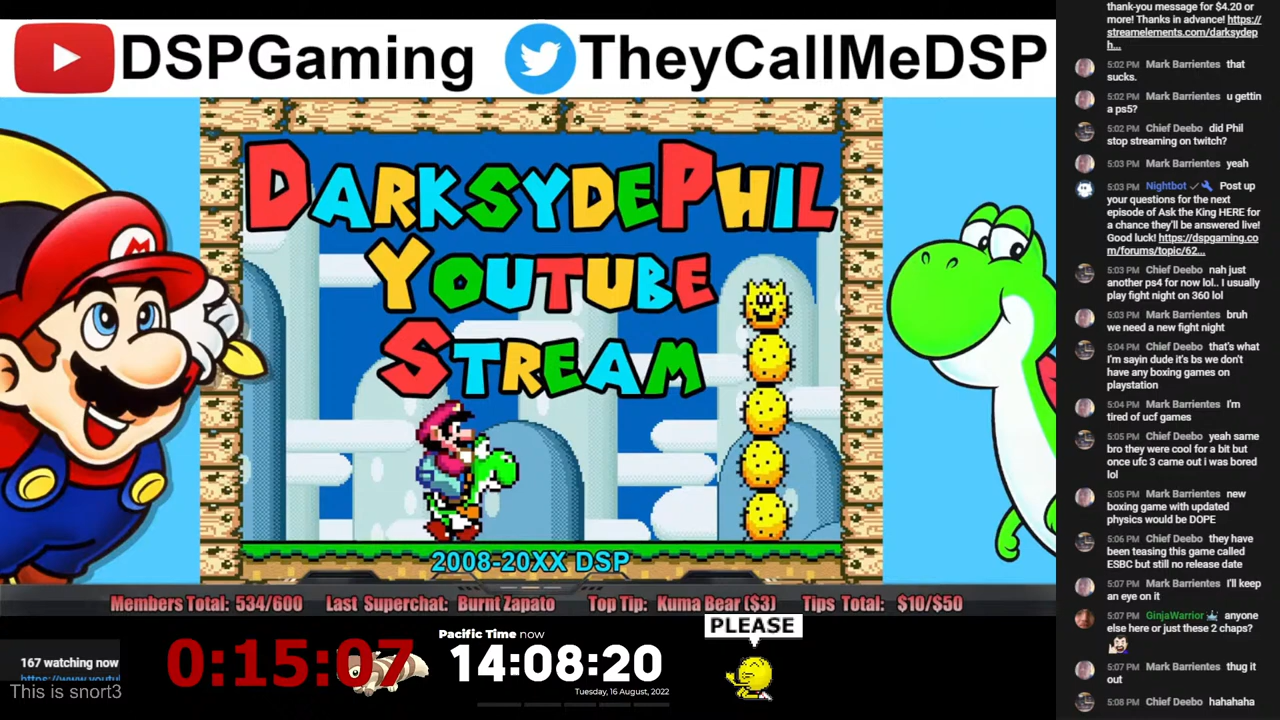 DSPGaming
TheyCallMeDSP
DARKSYDEPHIL
YOUTUBE
STREAM
2008-20XX DSP
Members Total: 534/600 Last Superchat: Burnt Zapato Top Tip: Kuma Bear ($3) Tips Total: $10/$50
167 watching now
This is snort3
0:15:07
Pacific Time now
14:08:20
Tuesday, 16 August, 2022
PLEASE
thank-you message for $4.20 or
more! Thanks in advance! https://
streamelements.com/darksydep
h...
5:02 PM Mark Barrientes that
sucks.
5:02 PM Mark Barrientes u gettin
a ps5?
5:02 PM Chief Deebo did Phil
stop streaming on twitch?
5:03 PM Mark Barrientes yeah
5:03 PM Nightbot Post up
your questions for the next
episode of Ask the King HERE for
a chance they'll be answered live!
Good luck! https://dspgaming.co
m/forums/topic/62...
5:03 PM Chief Deebo nah just
another ps4 for now lol.. I usually
play fight night on 360 lol
5:03 PM Mark Barrientes bruh
we need a new fight night
5:04 PM Chief Deebo that's what
I'm sayin dude it's bs we don't
have any boxing games on
playstation
5:04 PM Mark Barrientes I'm
tired of ucf games
5:05 PM Chief Deebo yeah same
bro they were cool for a bit but
once ufc 3 came out i was bored
lol
5:05 PM Mark Barrientes new
boxing game with updated
physics would be DOPE
5:06 PM Chief Deebo they have
been teasing this game called
ESBC but still no release date
5:07 PM Mark Barrientes I'll keep
an eye on it
5:07 PM GinjaWarrior anyone
else here or just these 2 chaps?
5:07 PM Mark Barrientes thug it
out
5:08 PM Chief Deebo hahahaha